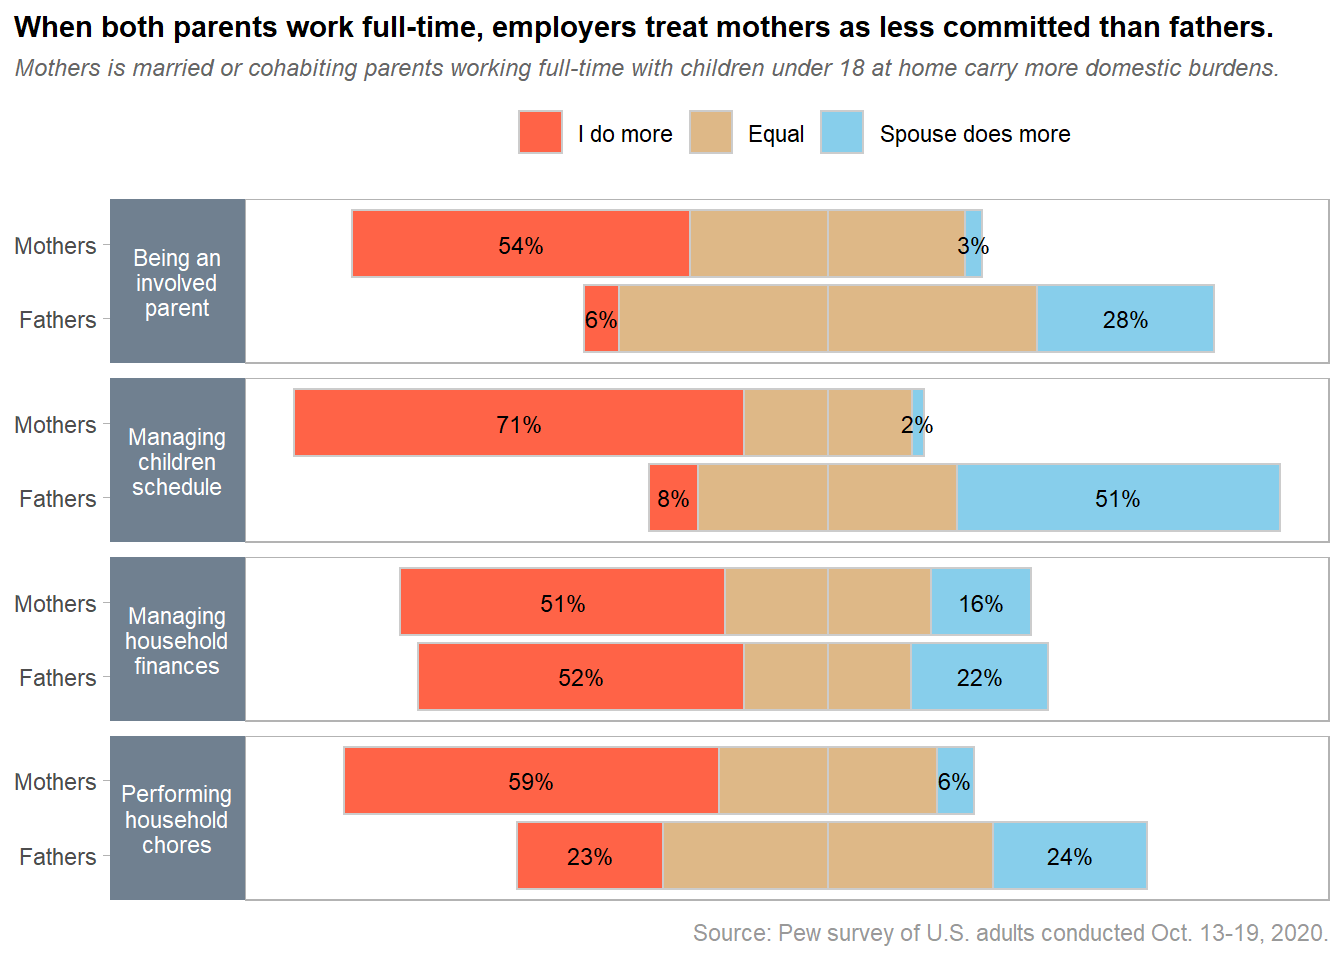 When both parents work full-time, employers treat mothers as less committed than fathers.
Mothers is married or cohabiting parents working full-time with children under 18 at home carry more domestic burdens.
I do more Equal Spouse does more
Mothers
Fathers
Being an
involved
parent
54% 3%
6% 28%
Mothers
Fathers
Managing
children
schedule
71% 2%
8% 51%
Mothers
Fathers
Managing
household
finances
51% 16%
52% 22%
Mothers
Fathers
Performing
household
chores
59% 6%
23% 24%
Source: Pew survey of U.S. adults conducted Oct. 13-19, 2020.